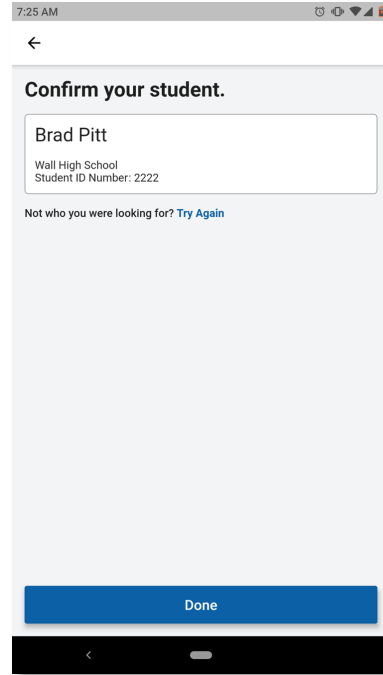 7:25 AM
Confirm your student.
Brad Pitt
Wall High School
Student ID Number: 2222
Not who you were looking for? Try Again
Done